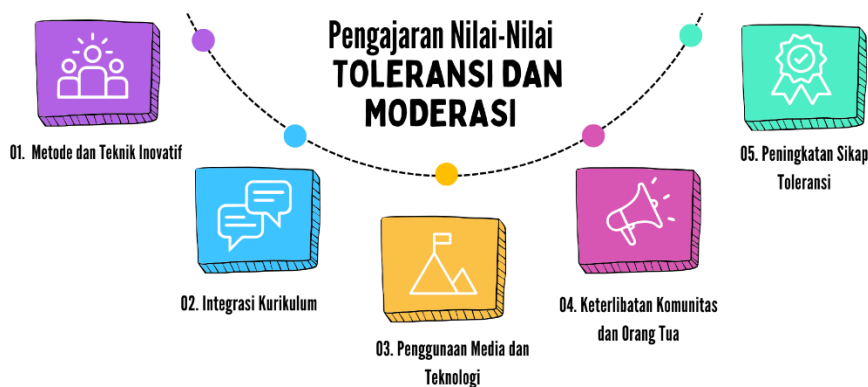 Pengajaran Nilai-Nilai
TOLERANSI DAN
MODERASI
01. Metode dan Teknik Inovatif
02. Integrasi Kurikulum
03. Penggunaan Media dan
Teknologi
04. Keterlibatan Komunitas
dan Orang Tua
05. Peningkatan Sikap
Toleransi